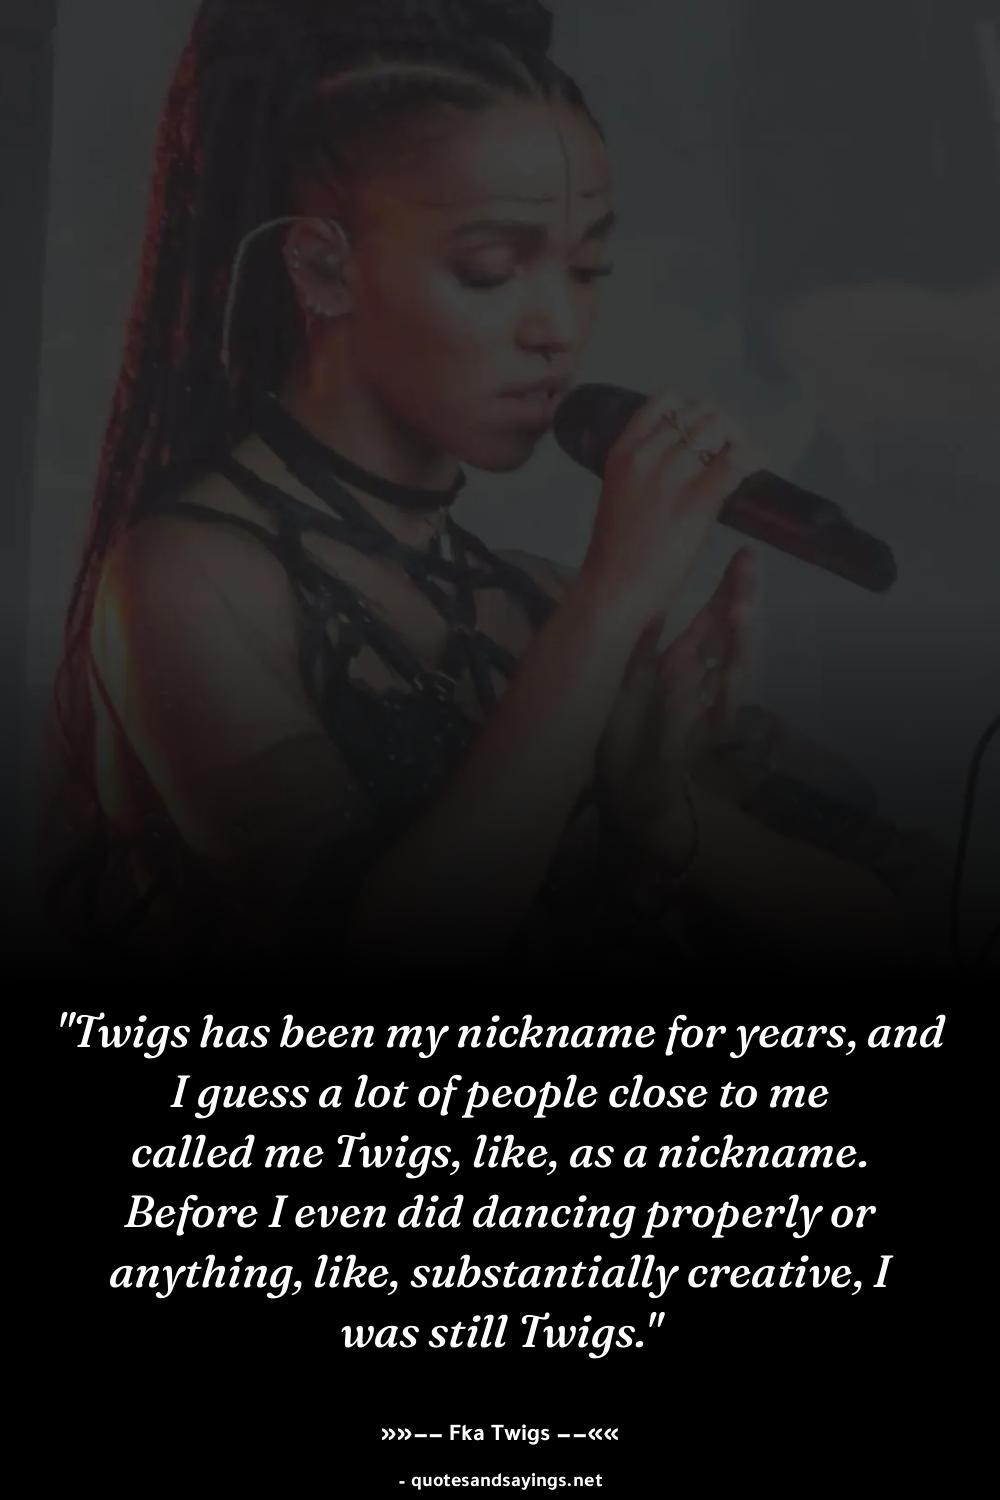 "Twigs has been my nickname for years, and
I guess a lot of people close to me
called me Twigs, like, as a nickname.
Before I even did dancing properly or
anything, like, substantially creative, I
was still Twigs."
»»–– Fka Twigs ––««
- quotesandsayings.net